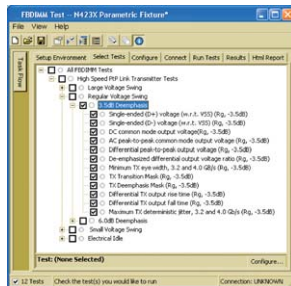 FBDIMM Test -- N423X Parametric Fixture*
File View Help
Task Flow
Setup Environment Select Tests Configure Connect Run Tests Results Html Report
All FBDIMM Tests
High Speed PtP Link Transmitter Tests
Large Voltage Swing
Regular Voltage Swing
3.5dB Deemphasis
Single-ended (D+) voltage (w.r.t. VSS) (Rg, -3.5dB)
Single-ended (D-) voltage (w.r.t. VSS) (Rg, -3.5dB)
DC common mode output voltage(Rg, -3.5dB)
AC peak-to-peak common-mode output voltage (Rg, -3.5dB)
Differential peak-to-peak output voltage (Rg, -3.5dB)
De-emphasized differential output voltage ratio (Rg, -3.5dB)
Minimum TX eye-width, 3.2 and 4.0 GB/s (Rg, -3.5dB)
TX Transition Mask (Rg, -3.5dB)
TX Deemphasis Mask (Rg, -3.5dB)
Differential TX output rise time (Rg, -3.5dB)
Differential TX output fall time (Rg, -3.5dB)
Maximum TX deterministic jitter, 3.2 and 4.0 Gb/s (Rg, -3.5dB)
6.0dB Deemphasis
Small Voltage Swing
Electrical Idle
Test: (None Selected)
Configure...
12 Tests Check the test(s) you would like to run Connection: UNKNOWN